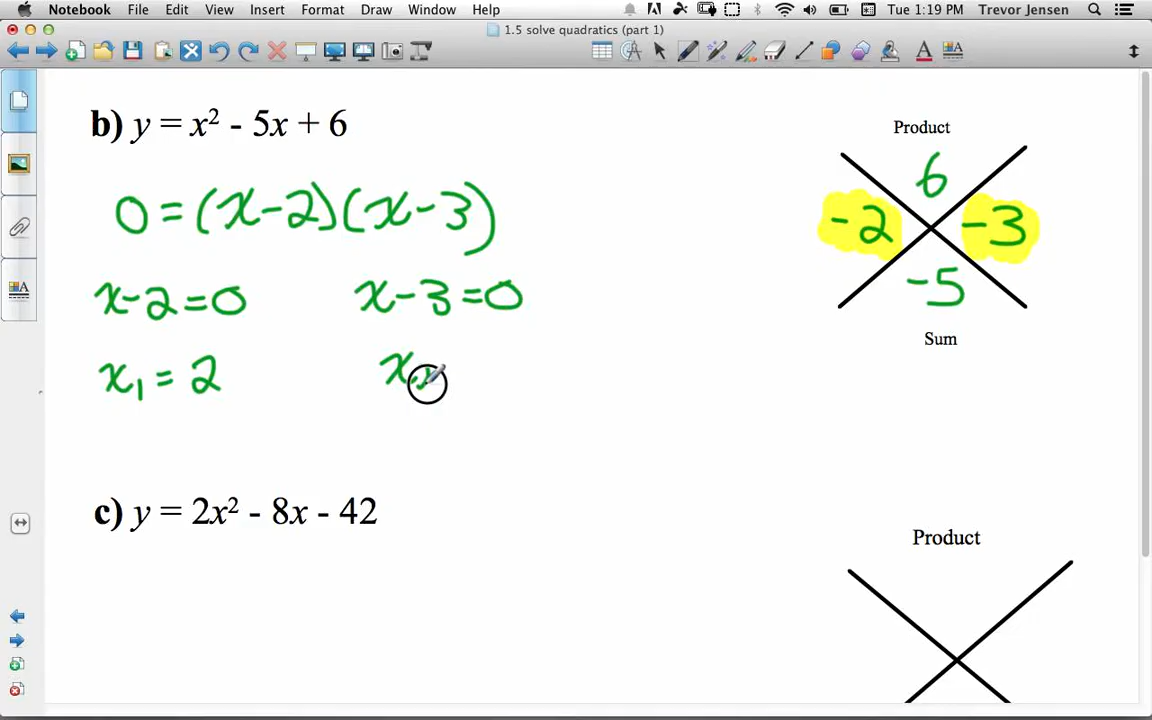 Notebook File Edit View Insert Format Draw Window Help Tue 1:19 PM Trevor Jensen
1.5 solve quadratics (part 1)
b) y = x² - 5x + 6
0 = (x-2)(x-3)
x-2=0 x-3=0
x₁ = 2 x
Product
6
-2 -3
-5
Sum
c) y = 2x² - 8x - 42
Product